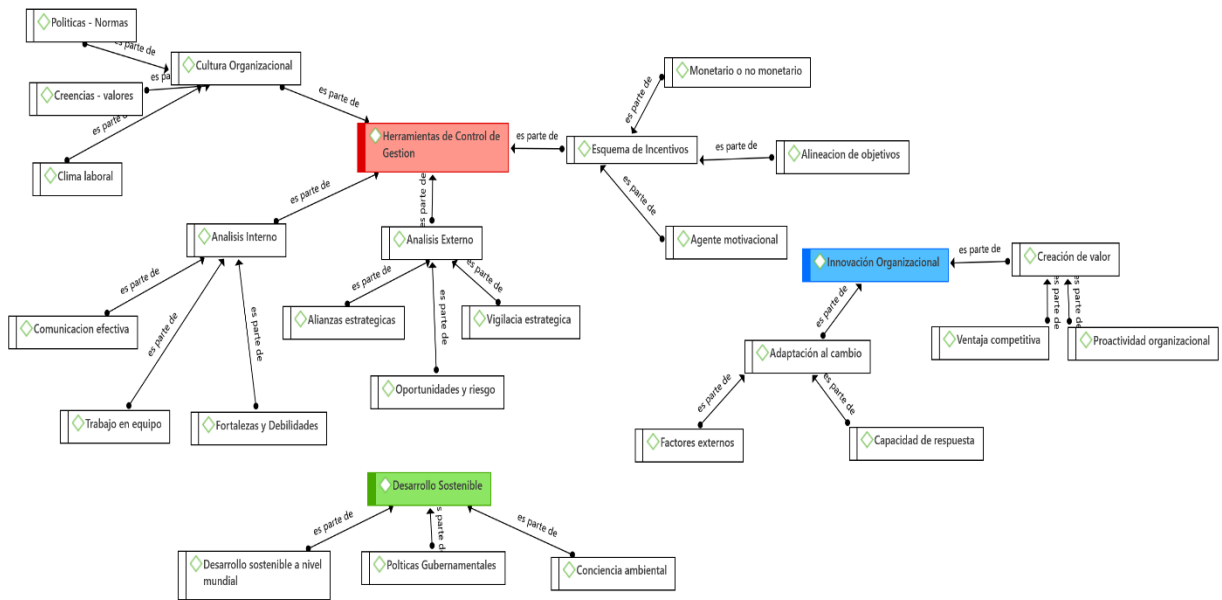 Politicas - Normas
es parte de
Cultura Organizacional
es pa
Creencias - valores
es parte d
Clima laboral
es parte de
Herramientas de Control de
Gestion
es parte de
Esquema de Incentivos
es parte de
Monetario o no monetario
es parte de
Alineacion de objetivos
es parte de
Agente motivacional
es parte de
Analisis Interno
es parte de
Analisis Externo
es parte de
Comunicacion efectiva
es parte de
Trabajo en equipo
es parte de
Fortalezas y Debilidades
es parte de
Alianzas estrategicas
es parte de
Oportunidades y riesgo
es parte de
Vigilacia estrategica
Innovación Organizacional
es parte de
Creación de valor
es parte de
es parte de
Ventaja competitiva
Proactividad organizacional
es parte de
Adaptación al cambio
es parte de
Factores externos
es parte de
Capacidad de respuesta
Desarrollo Sostenible
es parte de
Desarrollo sostenible a nivel
mundial
es parte de
Polticas Gubernamentales
es parte de
Conciencia ambiental